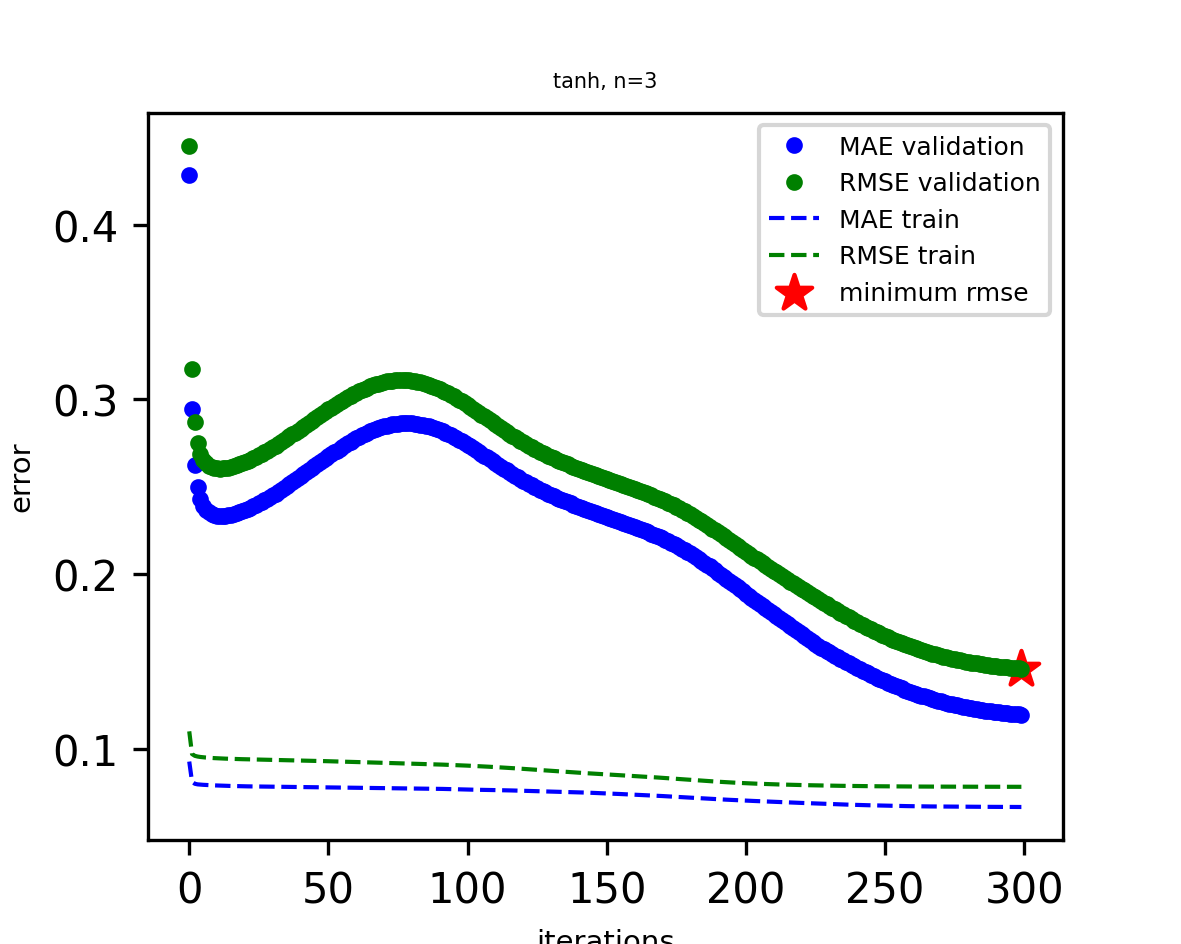 tanh, n=3
MAE validation
RMSE validation
MAE train
RMSE train
minimum rmse
error
0.4
0.3
0.2
0.1
0 50 100 150 200 250 300
iterations